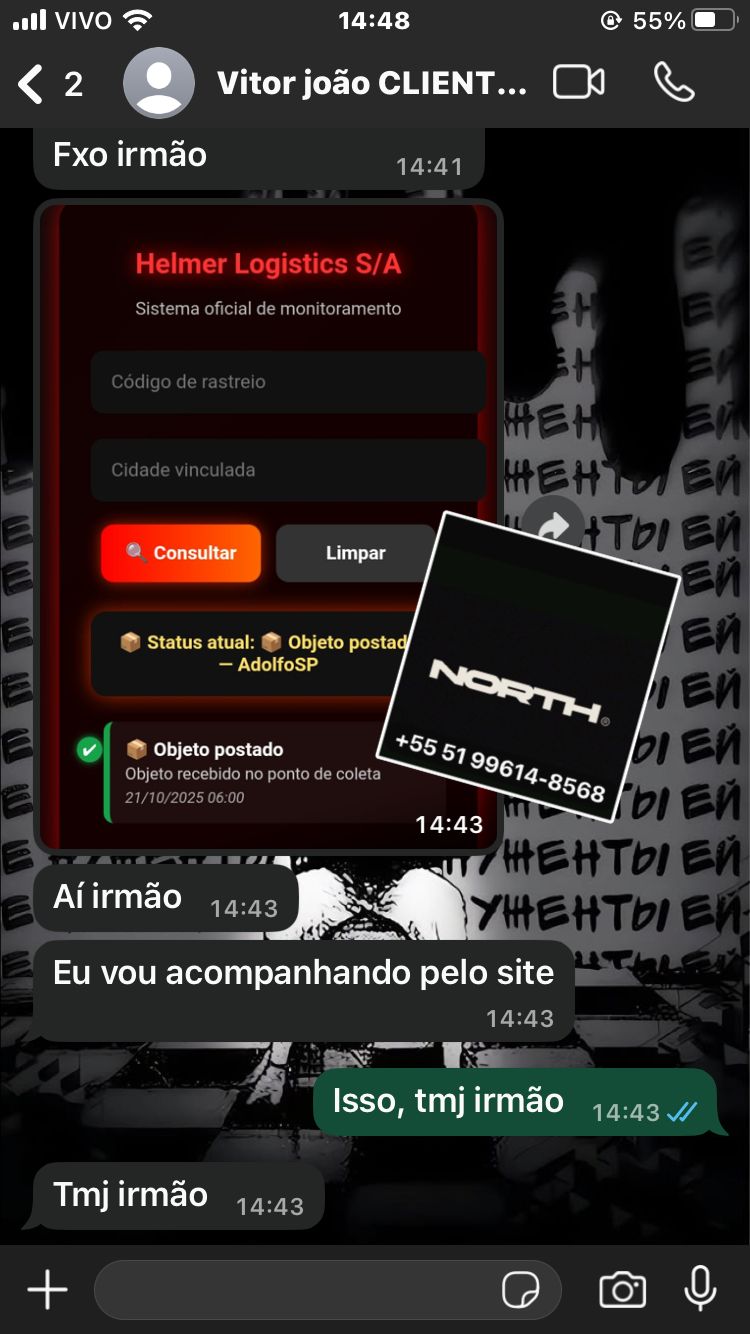 VIVO 14:48 55%
2 Vitor joão CLIENT...
Fxo irmão 14:41
Helmer Logistics S/A
Sistema oficial de monitoramento
Código de rastreio
Cidade vinculada
🔍 Consultar Limpar
📦 Status atual: 📦 Objeto postad
— AdolfoSP
📦 Objeto postado
Objeto recebido no ponto de coleta
21/10/2025 06:00
14:43
NORTH®
+55 51 99614-8568
Aí irmão 14:43
Eu vou acompanhando pelo site
14:43
Isso, tmj irmão 14:43
Tmj irmão 14:43